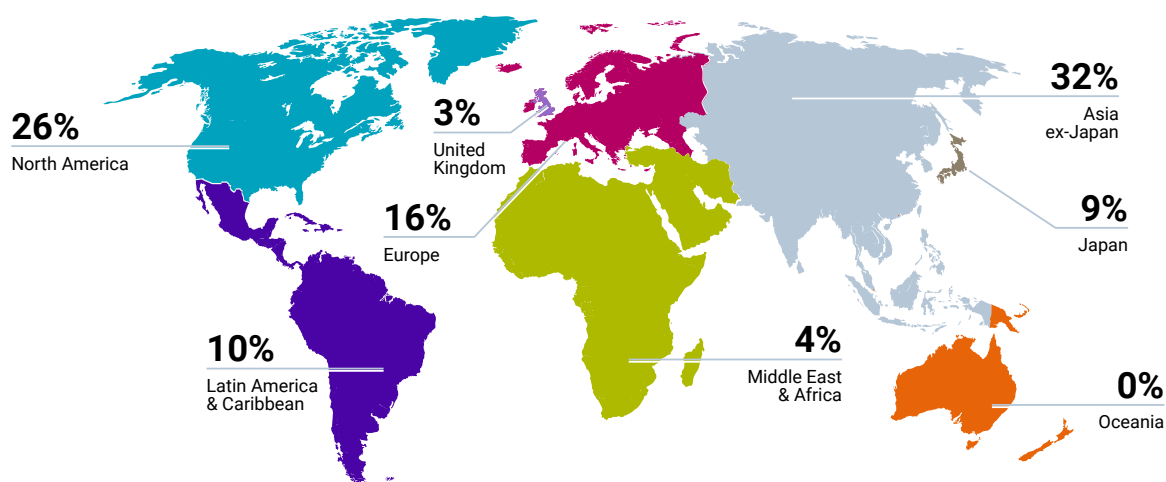 26%
North America
3%
United
Kingdom
16%
Europe
10%
Latin America
& Caribbean
32%
Asia
ex-Japan
9%
Japan
4%
Middle East
& Africa
0%
Oceania